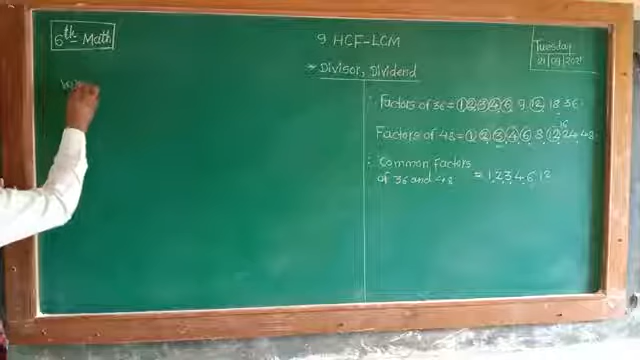 6th - Math
9 HCF-LCM
Tuesday
21/09/2021
* Divisor, Dividend
∴ Factors of 36 = 1 2 3 4 6 9 12 18 36
16
Factors of 48 = 1 2 3 4 6 8 12 24 48
∴ Common factors
of 36 and 48 = 1, 2, 3, 4, 6, 12